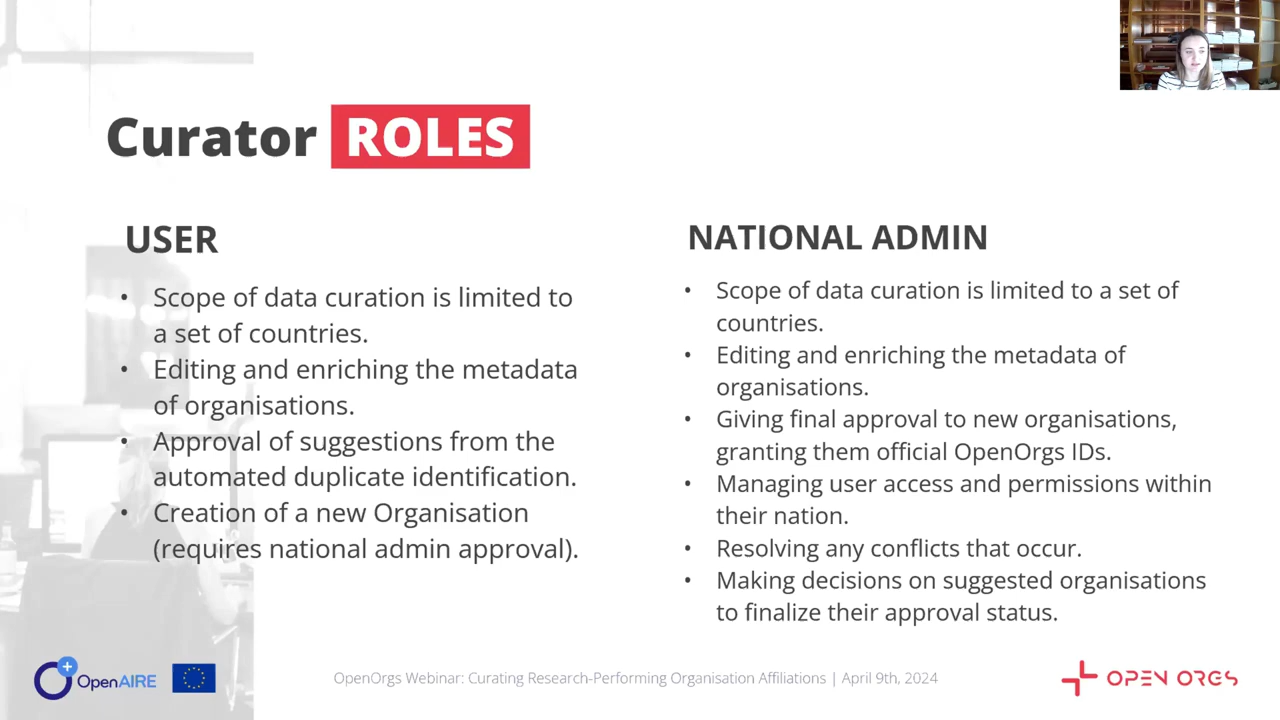 Curator ROLES
USER
• Scope of data curation is limited to
a set of countries.
• Editing and enriching the metadata
of organisations.
• Approval of suggestions from the
automated duplicate identification.
• Creation of a new Organisation
(requires national admin approval).
NATIONAL ADMIN
• Scope of data curation is limited to a set of
countries.
• Editing and enriching the metadata of
organisations.
• Giving final approval to new organisations,
granting them official OpenOrgs IDs.
• Managing user access and permissions within
their nation.
• Resolving any conflicts that occur.
• Making decisions on suggested organisations
to finalize their approval status.
OpenAIRE
OpenOrgs Webinar: Curating Research-Performing Organisation Affiliations | April 9th, 2024
OPEN ORGS